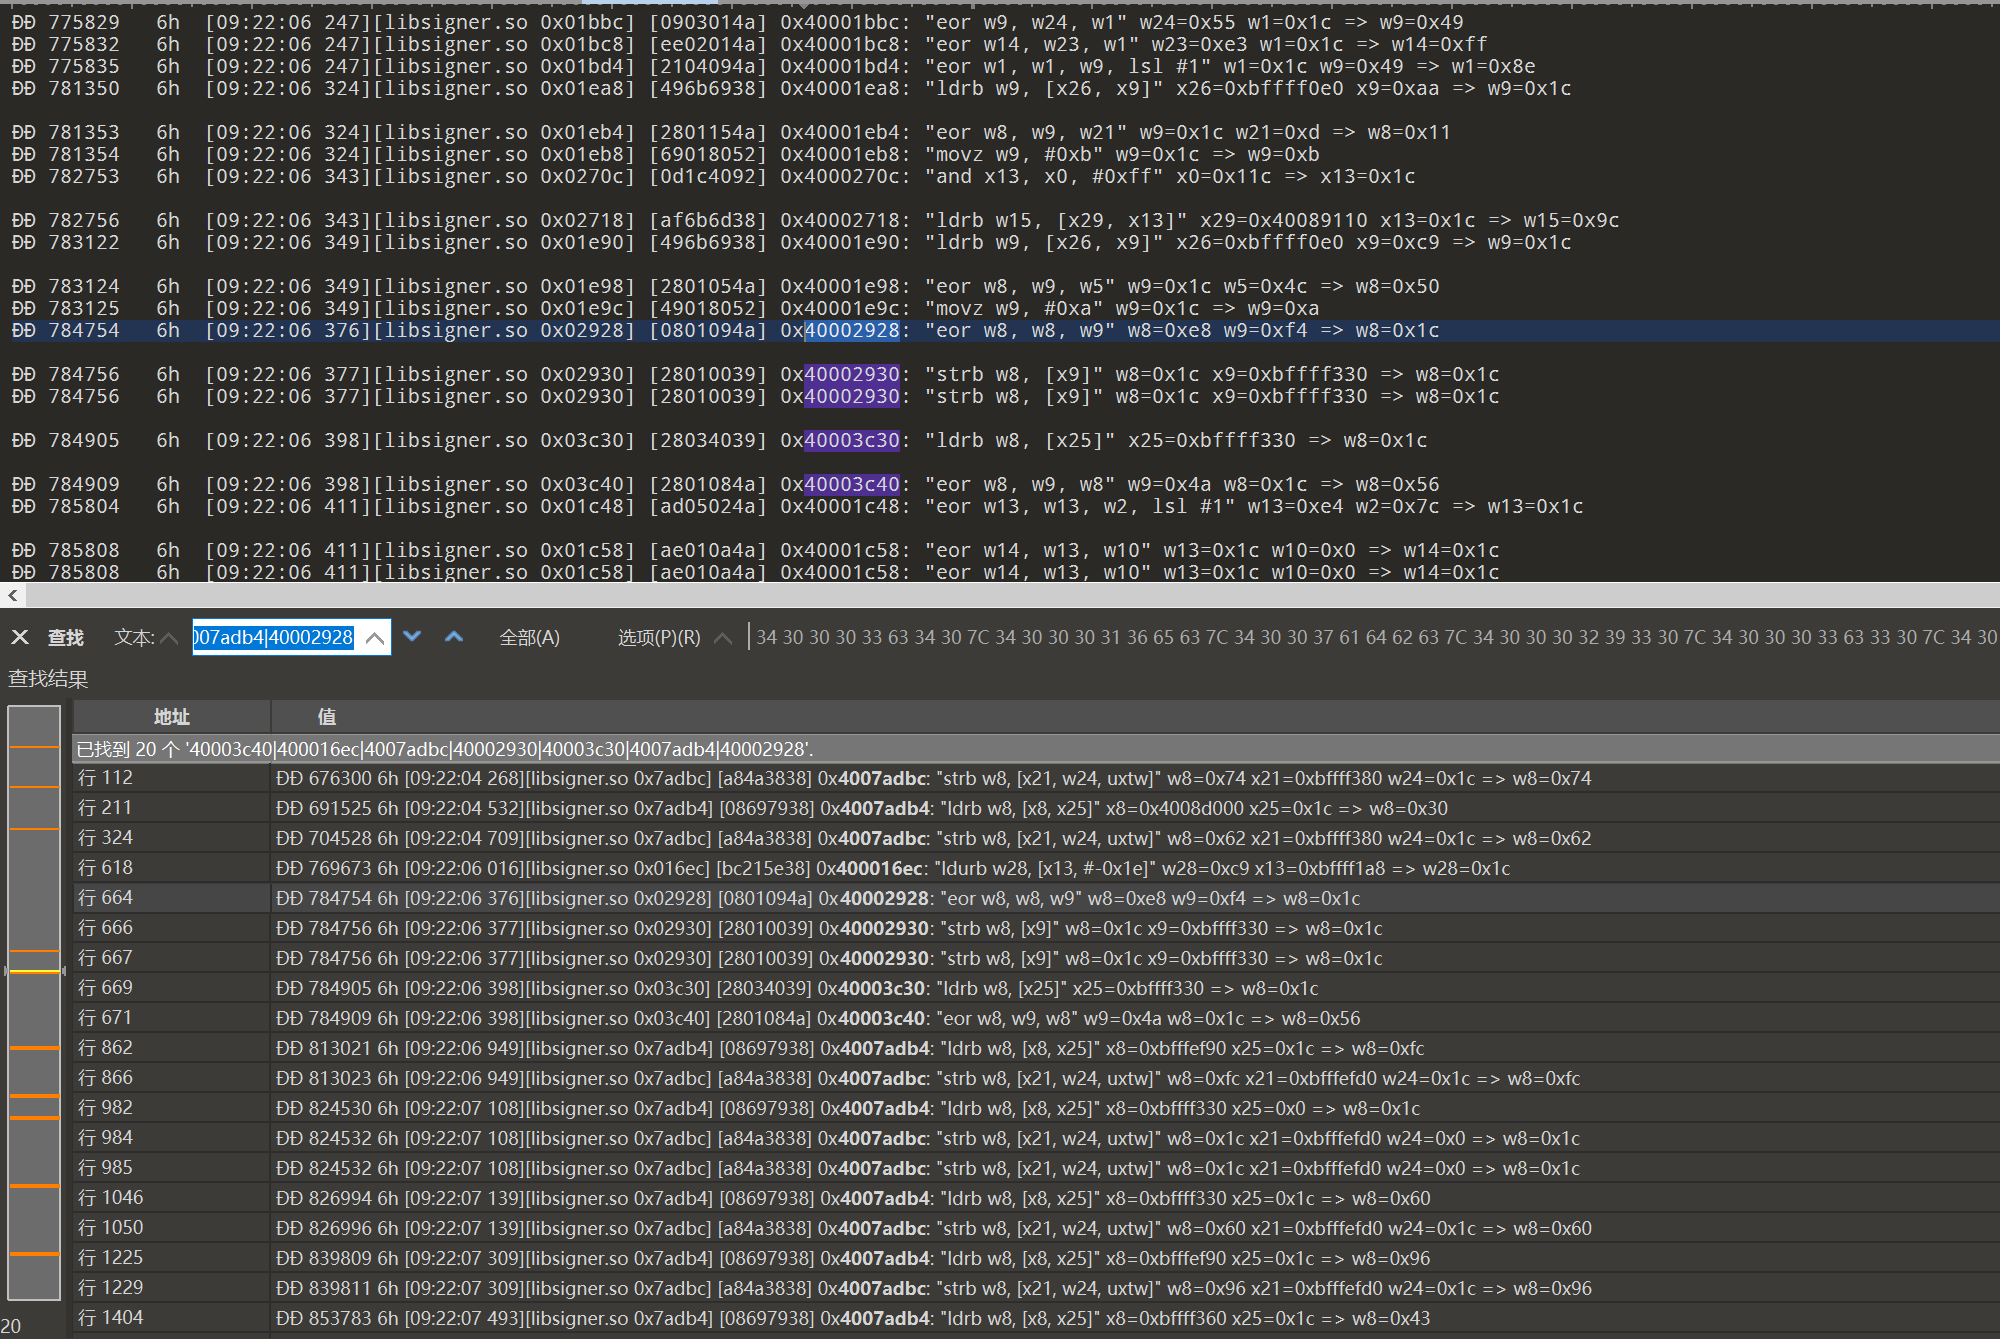 ĐĐ 775829 6h [09:22:06 247][libsigner.so 0x01bbc] [0903014a] 0x40001bbc: "eor w9, w24, w1" w24=0x55 w1=0x1c => w9=0x49
ĐĐ 775832 6h [09:22:06 247][libsigner.so 0x01bc8] [ee02014a] 0x40001bc8: "eor w14, w23, w1" w23=0xe3 w1=0x1c => w14=0xff
ĐĐ 775835 6h [09:22:06 247][libsigner.so 0x01bd4] [2104094a] 0x40001bd4: "eor w1, w1, w9, lsl #1" w1=0x1c w9=0x49 => w1=0x8e
ĐĐ 781350 6h [09:22:06 324][libsigner.so 0x01ea8] [496b6938] 0x40001ea8: "ldrb w9, [x26, x9]" x26=0xbffff0e0 x9=0xaa => w9=0x1c
ĐĐ 781353 6h [09:22:06 324][libsigner.so 0x01eb4] [2801154a] 0x40001eb4: "eor w8, w9, w21" w9=0x1c w21=0xd => w8=0x11
ĐĐ 781354 6h [09:22:06 324][libsigner.so 0x01eb8] [69018052] 0x40001eb8: "movz w9, #0xb" w9=0x1c => w9=0xb
ĐĐ 782753 6h [09:22:06 343][libsigner.so 0x0270c] [0d1c4092] 0x4000270c: "and x13, x0, #0xff" x0=0x11c => x13=0x1c
ĐĐ 782756 6h [09:22:06 343][libsigner.so 0x02718] [af6b6d38] 0x40002718: "ldrb w15, [x29, x13]" x29=0x40089110 x13=0x1c => w15=0x9c
ĐĐ 783122 6h [09:22:06 349][libsigner.so 0x01e90] [496b6938] 0x40001e90: "ldrb w9, [x26, x9]" x26=0xbffff0e0 x9=0xc9 => w9=0x1c
ĐĐ 783124 6h [09:22:06 349][libsigner.so 0x01e98] [2801054a] 0x40001e98: "eor w8, w9, w5" w9=0x1c w5=0x4c => w8=0x50
ĐĐ 783125 6h [09:22:06 349][libsigner.so 0x01e9c] [49018052] 0x40001e9c: "movz w9, #0xa" w9=0x1c => w9=0xa
ĐĐ 784754 6h [09:22:06 376][libsigner.so 0x02928] [0801094a] 0x40002928: "eor w8, w8, w9" w8=0xe8 w9=0xf4 => w8=0x1c
ĐĐ 784756 6h [09:22:06 377][libsigner.so 0x02930] [28010039] 0x40002930: "strb w8, [x9]" w8=0x1c x9=0xbffff330 => w8=0x1c
ĐĐ 784756 6h [09:22:06 377][libsigner.so 0x02930] [28010039] 0x40002930: "strb w8, [x9]" w8=0x1c x9=0xbffff330 => w8=0x1c
ĐĐ 784905 6h [09:22:06 398][libsigner.so 0x03c30] [28034039] 0x40003c30: "ldrb w8, [x25]" x25=0xbffff330 => w8=0x1c
ĐĐ 784909 6h [09:22:06 398][libsigner.so 0x03c40] [2801084a] 0x40003c40: "eor w8, w9, w8" w9=0x4a w8=0x1c => w8=0x56
ĐĐ 785804 6h [09:22:06 411][libsigner.so 0x01c48] [ad05024a] 0x40001c48: "eor w13, w13, w2, lsl #1" w13=0xe4 w2=0x7c => w13=0x1c
ĐĐ 785808 6h [09:22:06 411][libsigner.so 0x01c58] [ae010a4a] 0x40001c58: "eor w14, w13, w10" w13=0x1c w10=0x0 => w14=0x1c
ĐĐ 785808 6h [09:22:06 411][libsigner.so 0x01c58] [ae010a4a] 0x40001c58: "eor w14, w13, w10" w13=0x1c w10=0x0 => w14=0x1c
查找 文本: 007adb4|40002928 全部(A) 选项(P)(R) 34 30 30 30 33 63 34 30 7C 34 30 30 30 31 36 65 63 7C 34 30 30 37 61 64 62 63 7C 34 30 30 30 32 39 33 30 7C 34 30 30 30 33 63 33 30 7C 34 30
查找结果
地址 值
已找到 20 个 '40003c40|400016ec|4007adbc|40002930|40003c30|4007adb4|40002928'.
行 112 ĐĐ 676300 6h [09:22:04 268][libsigner.so 0x7adbc] [a84a3838] 0x4007adbc: "strb w8, [x21, w24, uxtw]" w8=0x74 x21=0xbffff380 w24=0x1c => w8=0x74
行 211 ĐĐ 691525 6h [09:22:04 532][libsigner.so 0x7adb4] [08697938] 0x4007adb4: "ldrb w8, [x8, x25]" x8=0x4008d000 x25=0x1c => w8=0x30
行 324 ĐĐ 704528 6h [09:22:04 709][libsigner.so 0x7adbc] [a84a3838] 0x4007adbc: "strb w8, [x21, w24, uxtw]" w8=0x62 x21=0xbffff380 w24=0x1c => w8=0x62
行 618 ĐĐ 769673 6h [09:22:06 016][libsigner.so 0x016ec] [bc215e38] 0x400016ec: "ldurb w28, [x13, #-0x1e]" w28=0xc9 x13=0xbffff1a8 => w28=0x1c
行 664 ĐĐ 784754 6h [09:22:06 376][libsigner.so 0x02928] [0801094a] 0x40002928: "eor w8, w8, w9" w8=0xe8 w9=0xf4 => w8=0x1c
行 666 ĐĐ 784756 6h [09:22:06 377][libsigner.so 0x02930] [28010039] 0x40002930: "strb w8, [x9]" w8=0x1c x9=0xbffff330 => w8=0x1c
行 667 ĐĐ 784756 6h [09:22:06 377][libsigner.so 0x02930] [28010039] 0x40002930: "strb w8, [x9]" w8=0x1c x9=0xbffff330 => w8=0x1c
行 669 ĐĐ 784905 6h [09:22:06 398][libsigner.so 0x03c30] [28034039] 0x40003c30: "ldrb w8, [x25]" x25=0xbffff330 => w8=0x1c
行 671 ĐĐ 784909 6h [09:22:06 398][libsigner.so 0x03c40] [2801084a] 0x40003c40: "eor w8, w9, w8" w9=0x4a w8=0x1c => w8=0x56
行 862 ĐĐ 813021 6h [09:22:06 949][libsigner.so 0x7adb4] [08697938] 0x4007adb4: "ldrb w8, [x8, x25]" x8=0xbfffef90 x25=0x1c => w8=0xfc
行 866 ĐĐ 813023 6h [09:22:06 949][libsigner.so 0x7adbc] [a84a3838] 0x4007adbc: "strb w8, [x21, w24, uxtw]" w8=0xfc x21=0xbfffefd0 w24=0x1c => w8=0xfc
行 982 ĐĐ 824530 6h [09:22:07 108][libsigner.so 0x7adb4] [08697938] 0x4007adb4: "ldrb w8, [x8, x25]" x8=0xbffff330 x25=0x0 => w8=0x1c
行 984 ĐĐ 824532 6h [09:22:07 108][libsigner.so 0x7adbc] [a84a3838] 0x4007adbc: "strb w8, [x21, w24, uxtw]" w8=0x1c x21=0xbfffefd0 w24=0x0 => w8=0x1c
行 985 ĐĐ 824532 6h [09:22:07 108][libsigner.so 0x7adbc] [a84a3838] 0x4007adbc: "strb w8, [x21, w24, uxtw]" w8=0x1c x21=0xbfffefd0 w24=0x0 => w8=0x1c
行 1046 ĐĐ 826994 6h [09:22:07 139][libsigner.so 0x7adb4] [08697938] 0x4007adb4: "ldrb w8, [x8, x25]" x8=0xbffff330 x25=0x1c => w8=0x60
行 1050 ĐĐ 826996 6h [09:22:07 139][libsigner.so 0x7adbc] [a84a3838] 0x4007adbc: "strb w8, [x21, w24, uxtw]" w8=0x60 x21=0xbfffefd0 w24=0x1c => w8=0x60
行 1225 ĐĐ 839809 6h [09:22:07 309][libsigner.so 0x7adb4] [08697938] 0x4007adb4: "ldrb w8, [x8, x25]" x8=0xbfffef90 x25=0x1c => w8=0x96
行 1229 ĐĐ 839811 6h [09:22:07 309][libsigner.so 0x7adbc] [a84a3838] 0x4007adbc: "strb w8, [x21, w24, uxtw]" w8=0x96 x21=0xbfffefd0 w24=0x1c => w8=0x96
行 1404 ĐĐ 853783 6h [09:22:07 493][libsigner.so 0x7adb4] [08697938] 0x4007adb4: "ldrb w8, [x8, x25]" x8=0xbffff360 x25=0x1c => w8=0x43
20